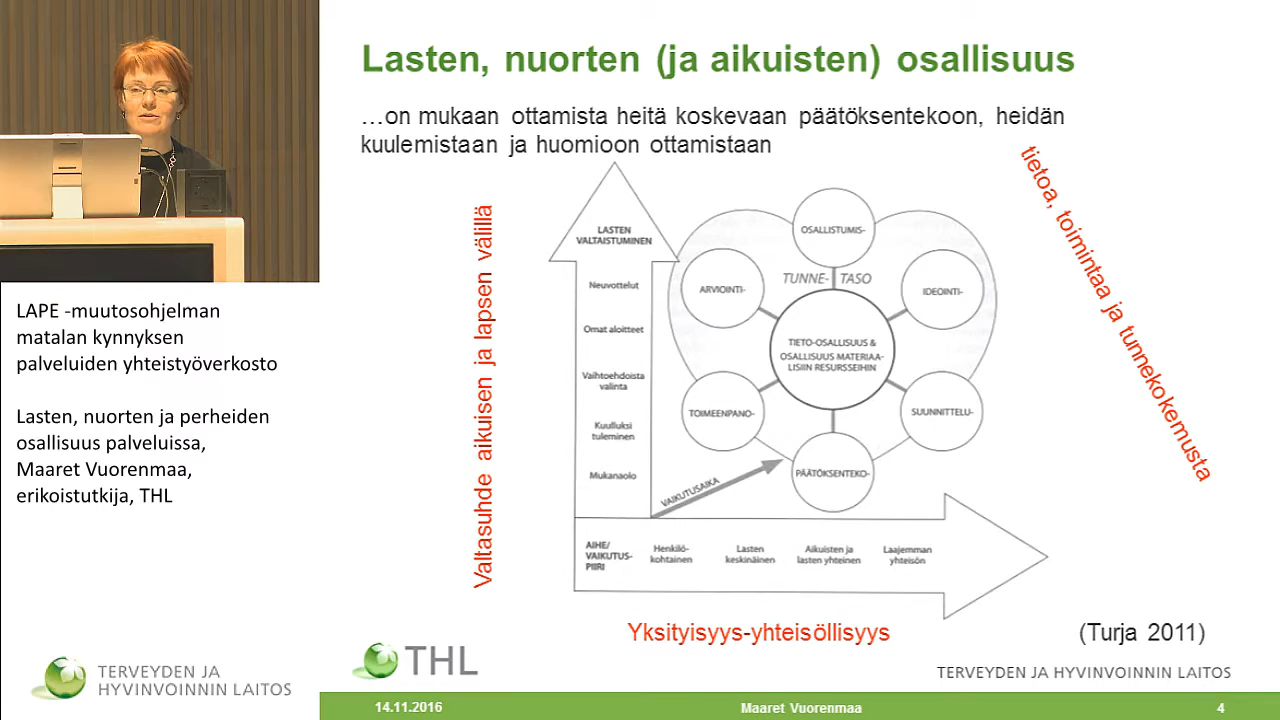 Lasten, nuorten (ja aikuisten) osallisuus
…on mukaan ottamista heitä koskevaan päätöksentekoon, heidän
kuulemistaan ja huomioon ottamistaan
LAPE -muutosohjelman
matalan kynnyksen
palveluiden yhteistyöverkosto
Lasten, nuorten ja perheiden
osallisuus palveluissa,
Maaret Vuorenmaa,
erikoistutkija, THL
Valtasuhde aikuisen ja lapsen välillä
LASTEN
VALTAISTUMINEN
Neuvottelut
Omat aloitteet
Vaihtoehdoista
valinta
Kuulluksi
tuleminen
Mukanaolo
OSALLISTUMIS-
TUNNE- TASO
ARVIOINTI-
IDEOINTI-
TIETO-OSALLISUUS &
OSALLISUUS MATERIAA-
LISIIN RESURSSEIHIN
TOIMEENPANO-
SUUNNITTELU-
PÄÄTÖKSENTEKO-
VAIKUTUSAIKA
tietoa, toimintaa ja tunnekokemusta
AIHE/
VAIKUTUS-
PIIRI
Henkilö-
kohtainen
Lasten
keskinäinen
Aikuisten ja
lasten yhteinen
Laajemman
yhteisön
Yksityisyys-yhteisöllisyys
(Turja 2011)
TERVEYDEN JA
HYVINVOINNIN LAITOS
THL
TERVEYDEN JA HYVINVOINNIN LAITOS
14.11.2016
Maaret Vuorenmaa
4